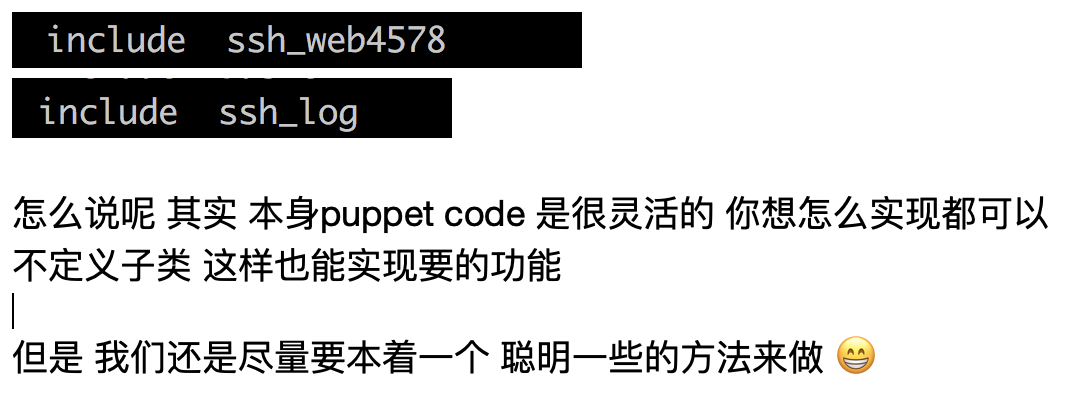 include ssh_web4578
include ssh_log
怎么说呢 其实 本身puppet code 是很灵活的 你想怎么实现都可以
不定义子类 这样也能实现要的功能
但是 我们还是尽量要本着一个 聪明一些的方法来做 😁